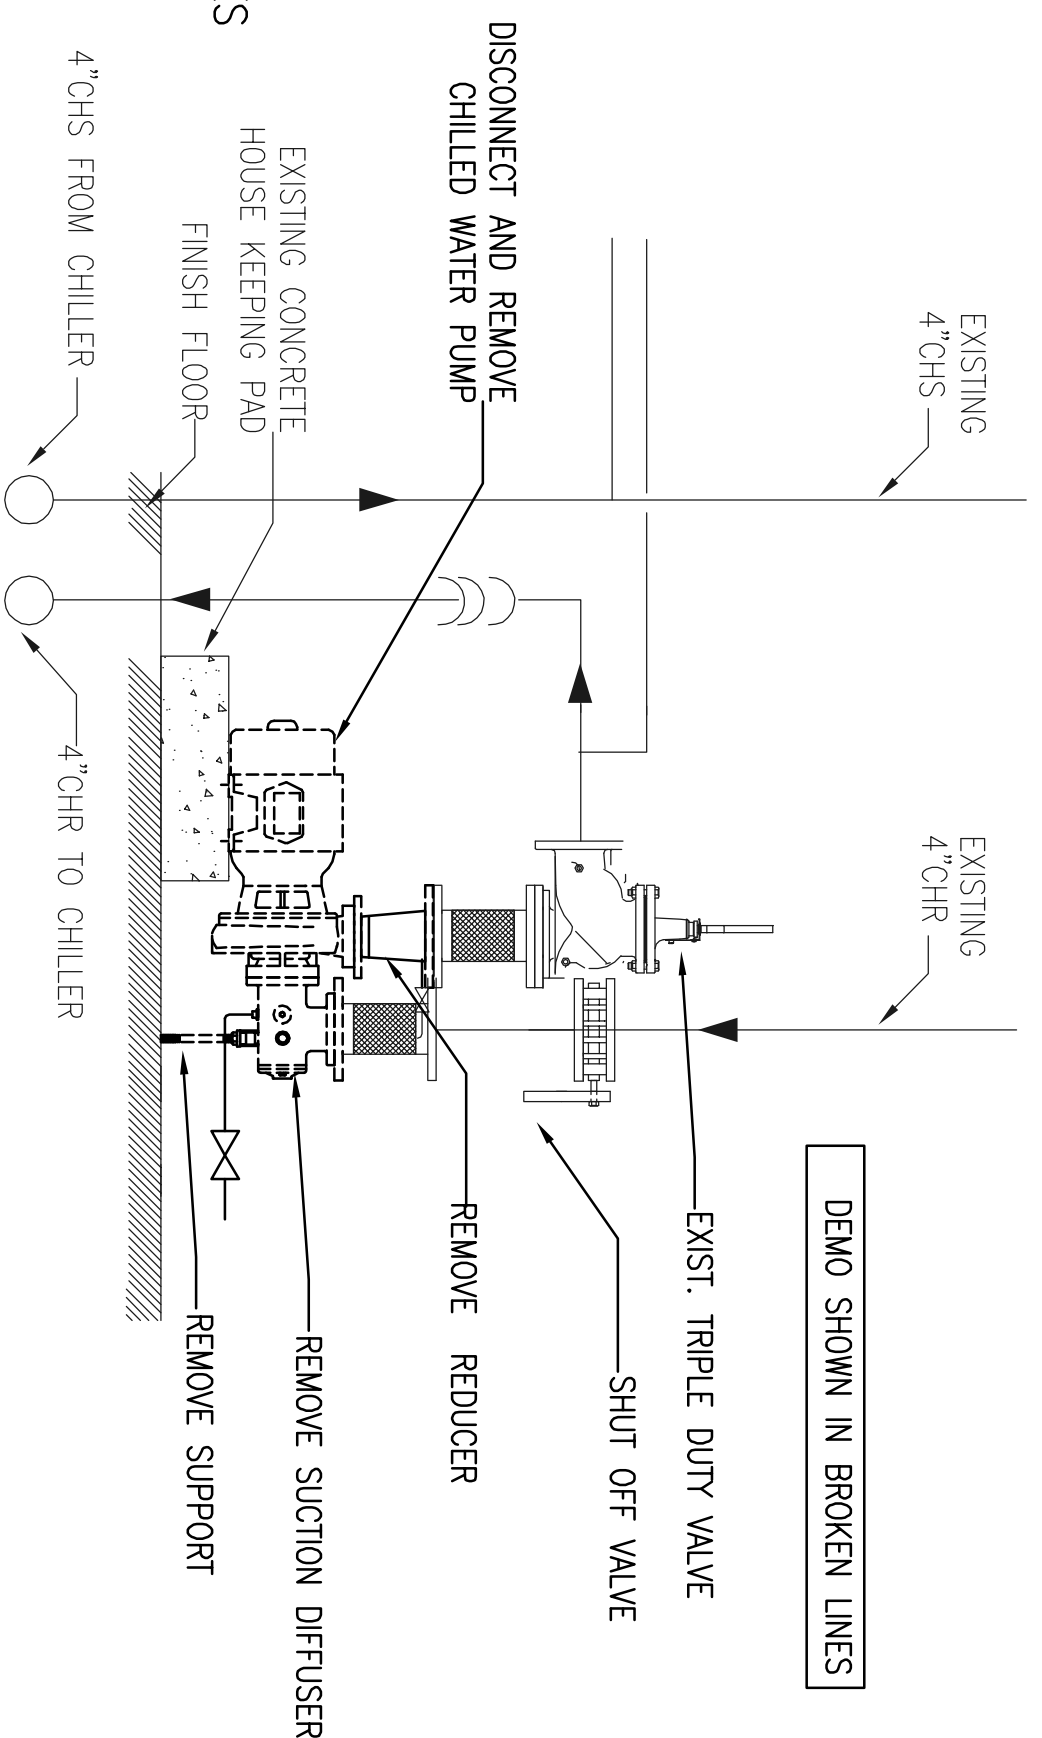 EXISTING
4"CHS
EXISTING
4"CHR
DEMO SHOWN IN BROKEN LINES
EXIST. TRIPLE DUTY VALVE
SHUT OFF VALVE
DISCONNECT AND REMOVE
CHILLED WATER PUMP
REMOVE REDUCER
EXISTING CONCRETE
HOUSE KEEPING PAD
REMOVE SUCTION DIFFUSER
FINISH FLOOR
REMOVE SUPPORT
4"CHS FROM CHILLER
4"CHR TO CHILLER